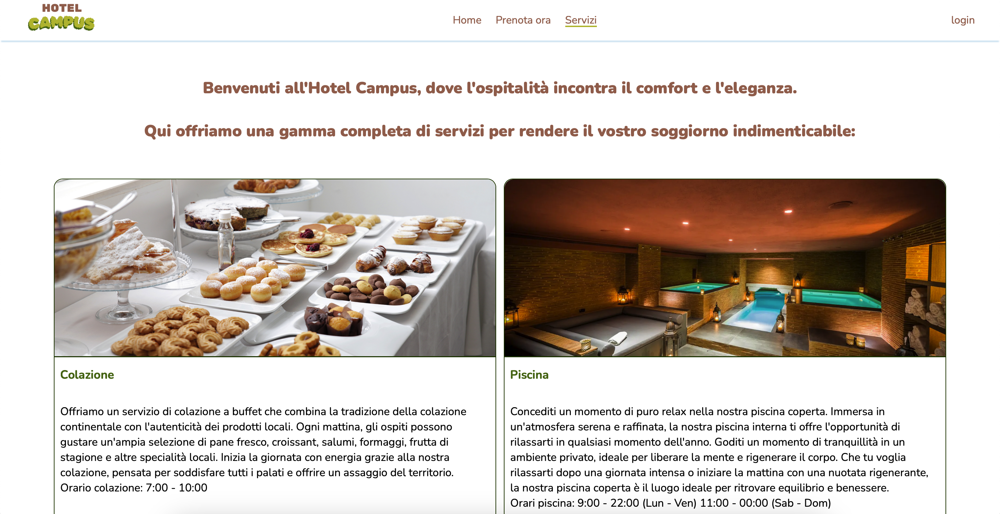 HOTEL
CAMPUS
Home Prenota ora Servizi
login
Benvenuti all'Hotel Campus, dove l'ospitalità incontra il comfort e l'eleganza.
Qui offriamo una gamma completa di servizi per rendere il vostro soggiorno indimenticabile:
Colazione
Offriamo un servizio di colazione a buffet che combina la tradizione della colazione
continentale con l'autenticità dei prodotti locali. Ogni mattina, gli ospiti possono
gustare un'ampia selezione di pane fresco, croissant, salumi, formaggi, frutta di
stagione e altre specialità locali. Inizia la giornata con energia grazie alla nostra
colazione, pensata per soddisfare tutti i palati e offrire un assaggio del territorio.
Orario colazione: 7:00 - 10:00
Piscina
Concediti un momento di puro relax nella nostra piscina coperta. Immersa in
un'atmosfera serena e raffinata, la nostra piscina interna ti offre l'opportunità di
rilassarti in qualsiasi momento dell'anno. Goditi un momento di tranquillità in un
ambiente privato, ideale per liberare la mente e rigenerare il corpo. Che tu voglia
rilassarti dopo una giornata intensa o iniziare la mattina con una nuotata rigenerante,
la nostra piscina coperta è il luogo ideale per ritrovare equilibrio e benessere.
Orari piscina: 9:00 - 22:00 (Lun - Ven) 11:00 - 00:00 (Sab - Dom)